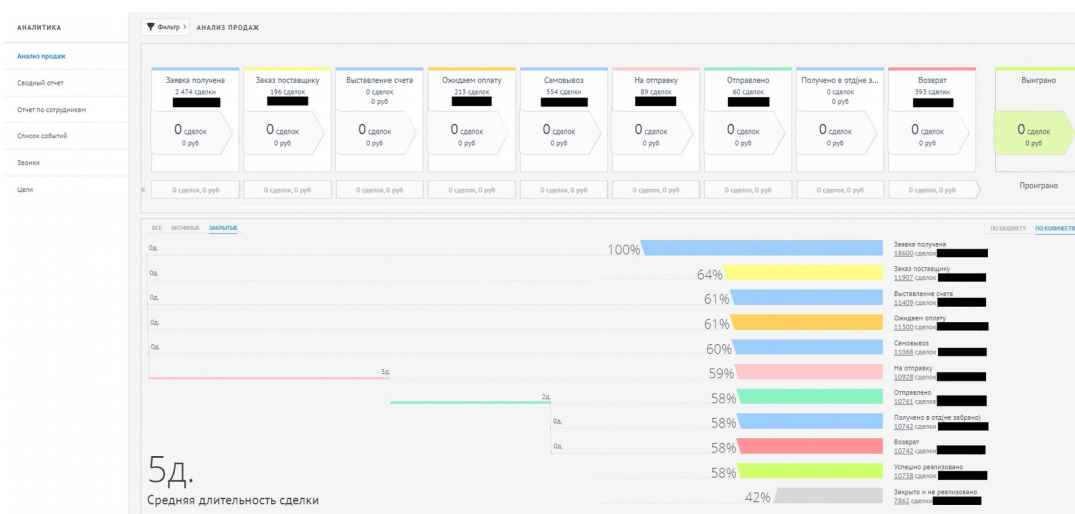 АНАЛИТИКА
Фильтр >
АНАЛИЗ ПРОДАЖ
Анализ продаж
Сводный отчет
Отчет по сотрудникам
Список событий
Звонки
Цели
Заявка получена
2 474 сделки
0 сделок
0 руб
0 сделок, 0 руб
Заказ поставщику
196 сделок
0 сделок
0 руб
0 сделок, 0 руб
Выставление счета
0 сделок
0 руб
0 сделок
0 руб
0 сделок, 0 руб
Ожидаем оплату
213 сделок
0 сделок
0 руб
0 сделок, 0 руб
Самовывоз
554 сделки
0 сделок
0 руб
0 сделок, 0 руб
На отправку
89 сделок
0 сделок
0 руб
0 сделок, 0 руб
Отправлено
60 сделок
0 сделок
0 руб
0 сделок, 0 руб
Получено в отд(не з...
0 сделок
0 руб
0 сделок
0 руб
0 сделок, 0 руб
Возврат
393 сделки
0 сделок
0 руб
0 сделок, 0 руб
Выиграно
0 сделок
0 руб
Проиграно
ВСЕ АКТИВНЫЕ ЗАКРЫТЫЕ
ПО БЮДЖЕТУ ПО КОЛИЧЕСТВ
0д.
100%
Заявка получена
18600 сделок
0д.
64%
Заказ поставщику
11907 сделок
0д.
61%
Выставление счета
11409 сделок
0д.
61%
Ожидаем оплату
11300 сделок
0д.
60%
Самовывоз
11068 сделок
3д.
59%
На отправку
10928 сделок
2д.
58%
Отправлено
10761 сделка
0д.
58%
Получено в отд(не забрано)
10742 сделки
0д.
58%
Возврат
10742 сделки
58%
Успешно реализовано
10738 сделок
42%
Закрыто и не реализовано
7862 сделки
5д.
Средняя длительность сделки